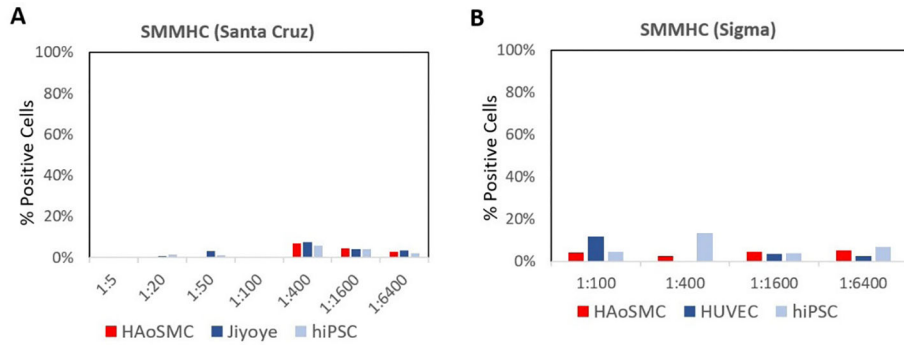 A
SMMHC (Santa Cruz)
% Positive Cells
100%
80%
60%
40%
20%
0%
1:5
1:20
1:50
1:100
1:400
1:1600
1:6400
HAoSMC
Jiyoye
hiPSC
B
SMMHC (Sigma)
% Positive Cells
100%
80%
60%
40%
20%
0%
1:100
1:400
1:1600
1:6400
HAoSMC
HUVEC
hiPSC